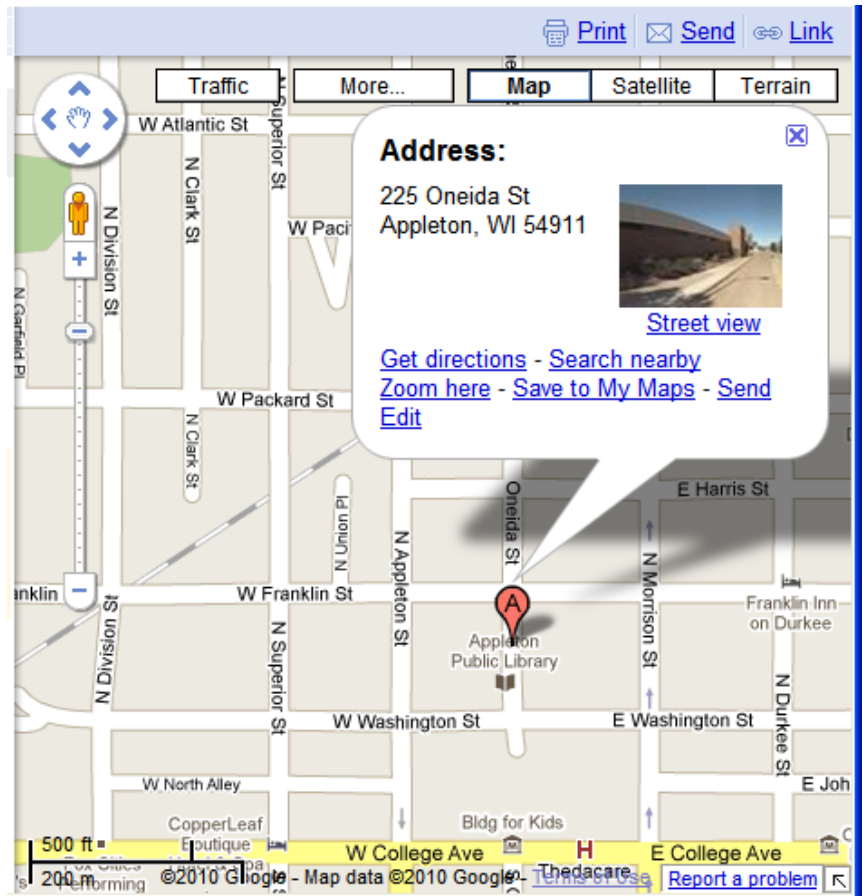 Print Send Link
Traffic More... Map Satellite Terrain
N Superior St
W Atlantic St
Address:
225 Oneida St
Appleton, WI 54911
N Clark St
N Division St
W Paci
Street view
N Garfield Pl
Get directions - Search nearby
Zoom here - Save to My Maps - Send
Edit
W Packard St
N Clark St
E Harris St
Oneida St
N Union Pl
N Appleton St
N Morrison St
anklin
W Franklin St
A
Franklin Inn
on Durkee
N Division St
N Superior St
Appleton
Public Library
N Durkee St
W Washington St
E Washington St
W North Alley
E Joh
CopperLeaf
Boutique
Bldg for Kids
500 ft
W College Ave
H
E College Ave
200 m
Performing
©2010 Google - Map data ©2010 Google - Terms of Use
Thedacare
Report a problem